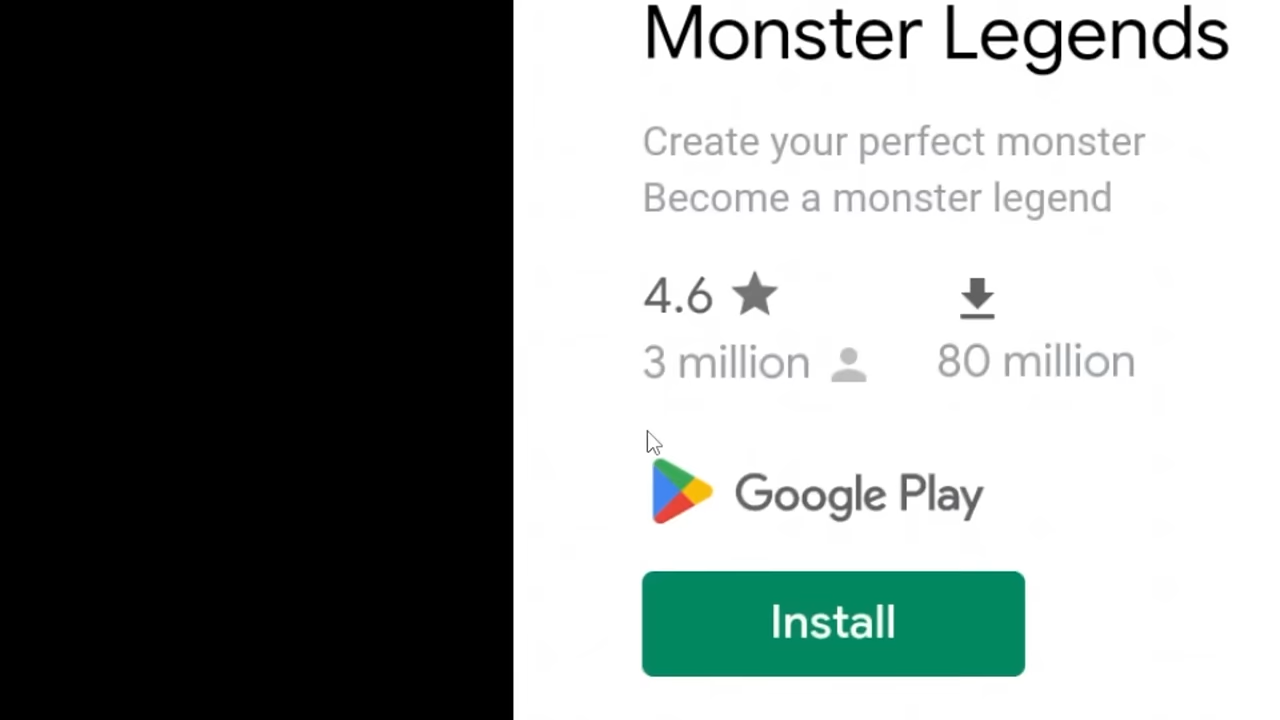 Monster Legends
Create your perfect monster
Become a monster legend
4.6
3 million
80 million
Google Play
Install